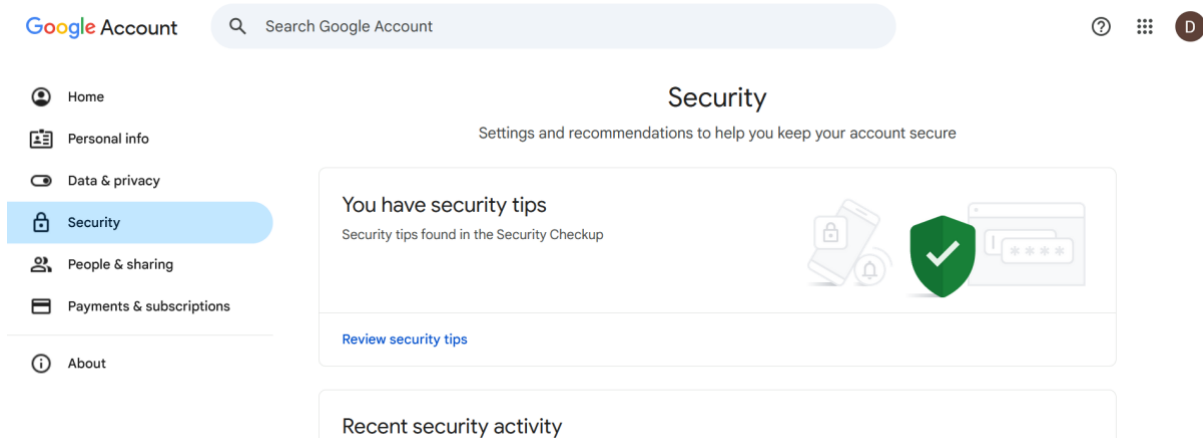 Google Account
Search Google Account
D
Home
Personal info
Data & privacy
Security
People & sharing
Payments & subscriptions
About
Security
Settings and recommendations to help you keep your account secure
You have security tips
Security tips found in the Security Checkup
****
Review security tips
Recent security activity